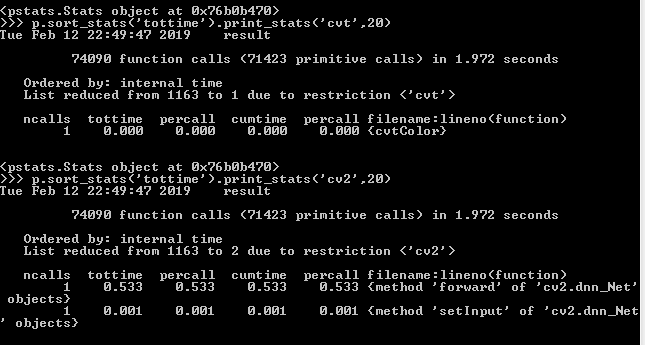 <pstats.Stats object at 0x76b0b470>
>>> p.sort_stats('tottime').print_stats('cvt',20)
Tue Feb 12 22:49:47 2019    result
74090 function calls (71423 primitive calls) in 1.972 seconds
Ordered by: internal time
List reduced from 1163 to 1 due to restriction <'cvt'>
ncalls  tottime  percall  cumtime  percall filename:lineno(function)
1    0.000    0.000    0.000    0.000 {cvtColor}
<pstats.Stats object at 0x76b0b470>
>>> p.sort_stats('tottime').print_stats('cv2',20)
Tue Feb 12 22:49:47 2019    result
74090 function calls (71423 primitive calls) in 1.972 seconds
Ordered by: internal time
List reduced from 1163 to 2 due to restriction <'cv2'>
ncalls  tottime  percall  cumtime  percall filename:lineno(function)
1    0.533    0.533    0.533    0.533 {method 'forward' of 'cv2.dnn_Net'
objects}
1    0.001    0.001    0.001    0.001 {method 'setInput' of 'cv2.dnn_Net
' objects}